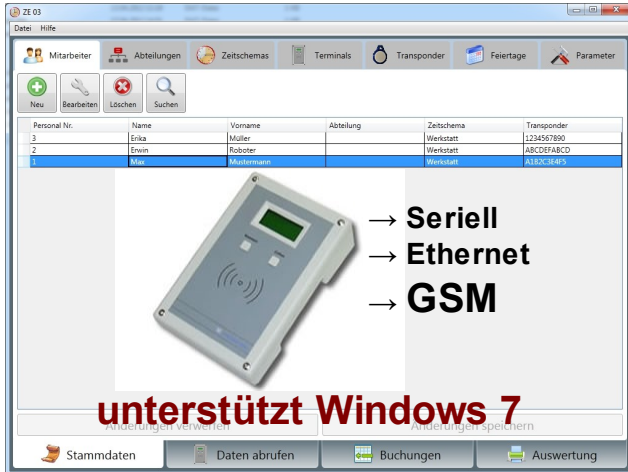 ZE 03
Datei Hilfe
Mitarbeiter Abteilungen Zeitschemas Terminals Transponder Feiertage Parameter
Neu Bearbeiten Löschen Suchen
Personal Nr. Name Vorname Abteilung Zeitschema Transponder
3 Erika Müller Werkstatt 1234567890
2 Erwin Roboter Werkstatt ABCDEFABCD
1 Max Mustermann Werkstatt A1B2C3E4F5
→ Seriell
→ Ethernet
→ GSM
unterstützt Windows 7
Änderungen verwerfen Änderungen speichern
Stammdaten Daten abrufen Buchungen Auswertung